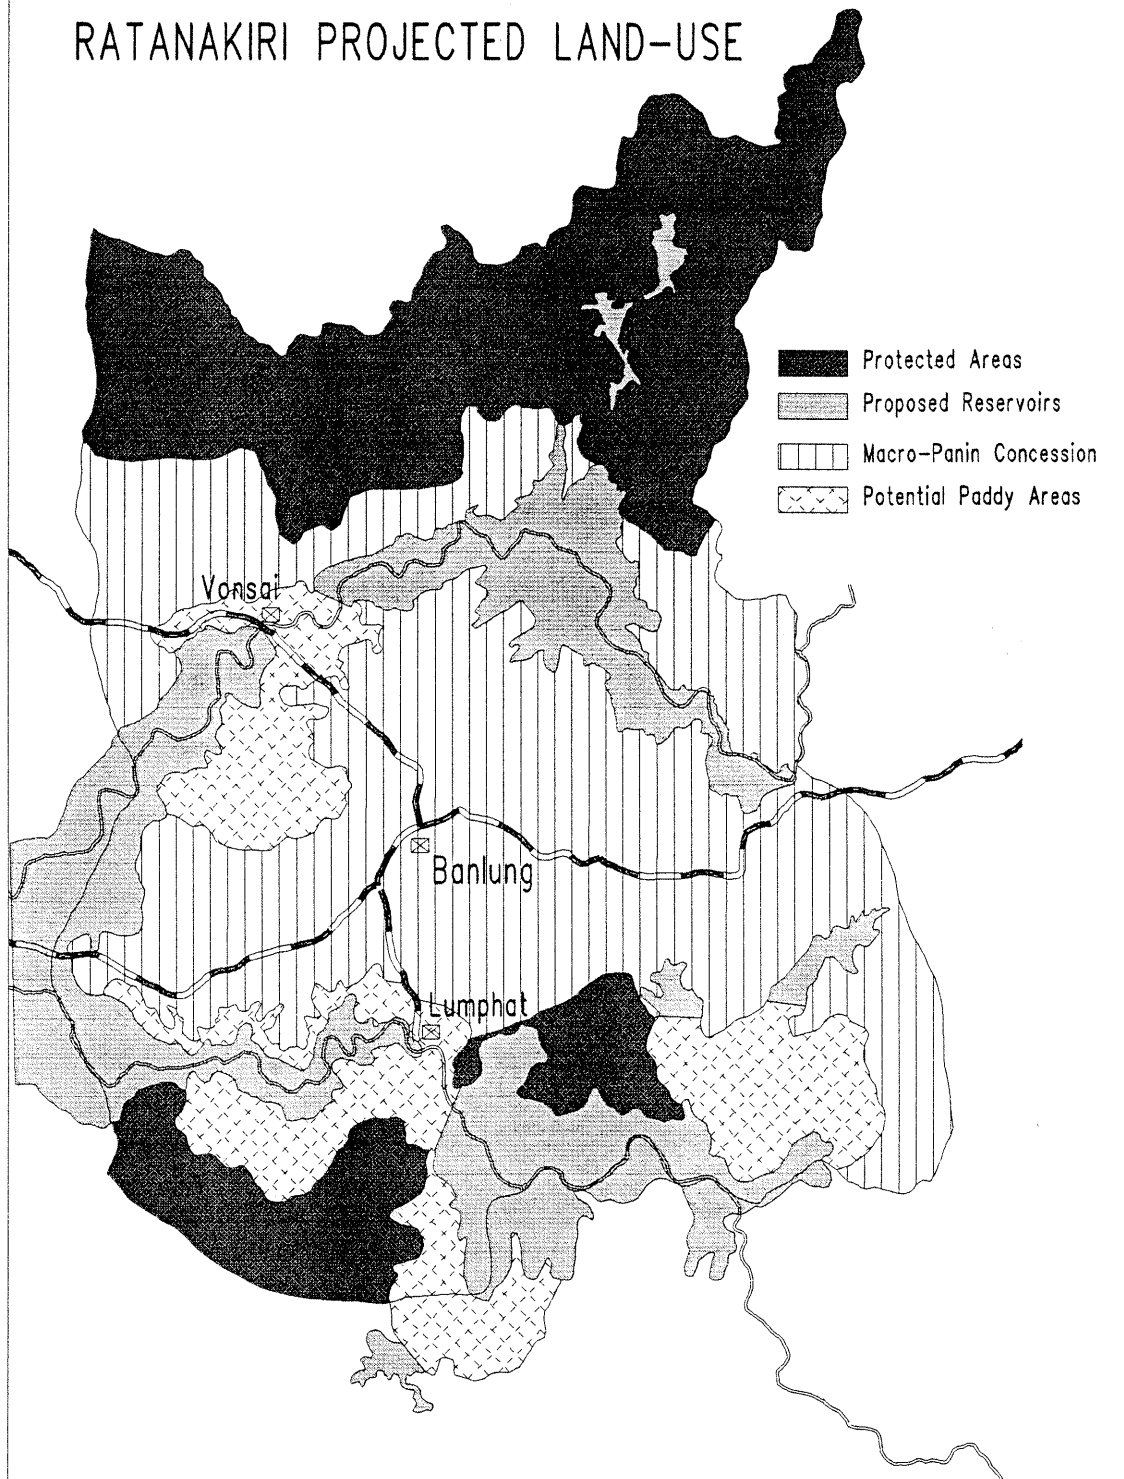 RATANAKIRI PROJECTED LAND-USE
Protected Areas
Proposed Reservoirs
Macro-Panin Concession
Potential Paddy Areas
Vonsai
Banlung
Lumphat